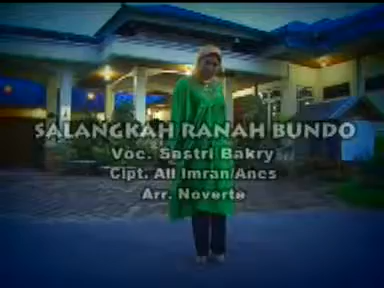 SALANGKAH RANAH BUNDO
Voc. Sastri Bakry
Cipt. Ali Imran/Anes
Arr. Noverta